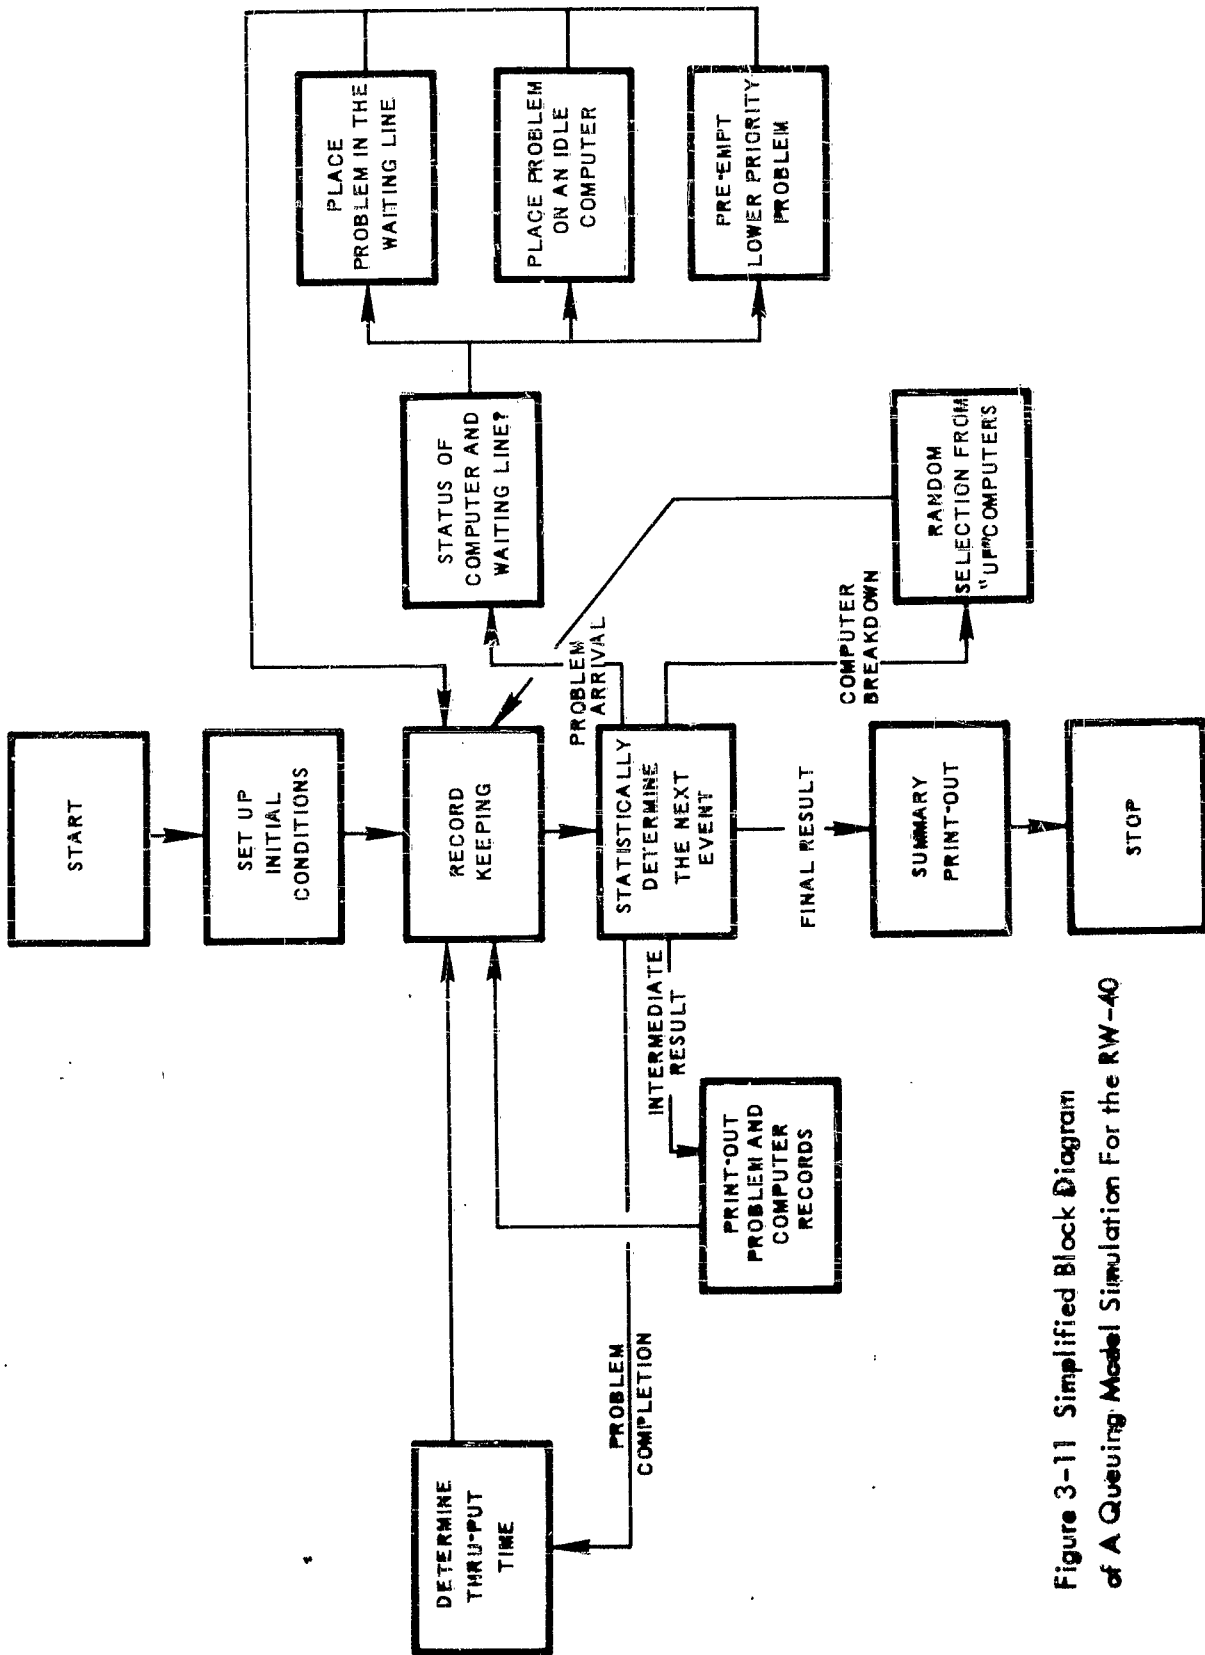 START
SET UP
INITIAL
CONDITIONS
RECORD
KEEPING
STATISTICALLY
DETERMINE
THE NEXT
EVENT
PROBLEM
ARRIVAL
STATUS OF
COMPUTER AND
WAITING LINE?
PLACE
PROBLEM IN THE
WAITING LINE
PLACE PROBLEM
ON AN IDLE
COMPUTER
PRE-EMPT
LOWER PRIORITY
PROBLEM
COMPUTER
BREAKDOWN
RANDOM
SELECTION FROM
"UP" COMPUTERS
INTERMEDIATE
RESULT
PRINT-OUT
PROBLEM AND
COMPUTER
RECORDS
PROBLEM
COMPLETION
DETERMINE
THRU-PUT
TIME
FINAL RESULT
SUMMARY
PRINT-OUT
STOP
Figure 3-11 Simplified Block Diagram
of A Queuing Model Simulation For the RW-40